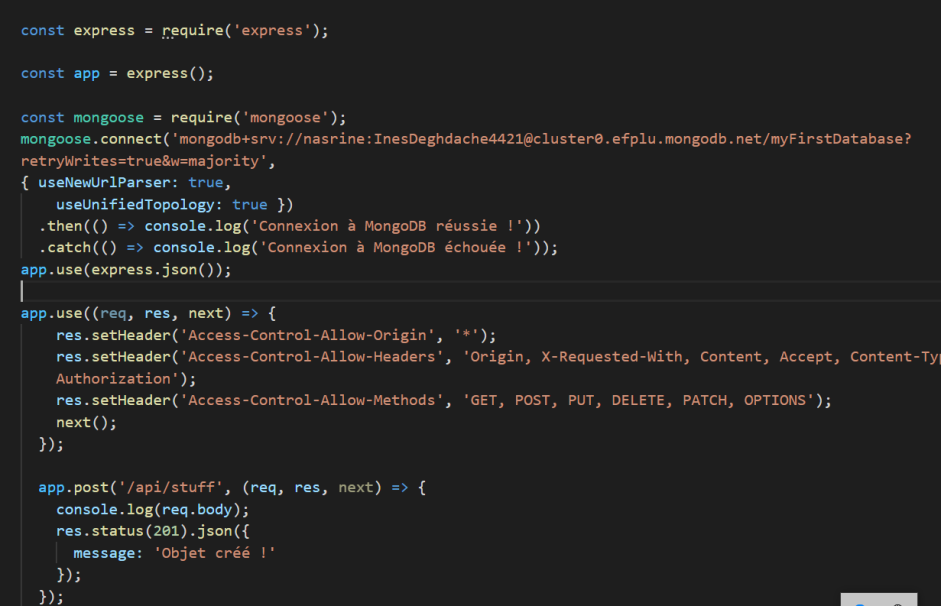 const express = require('express');
const app = express();
const mongoose = require('mongoose');
mongoose.connect('mongodb+srv://nasrine:InesDeghdache4421@cluster0.efplu.mongodb.net/myFirstDatabase?
retryWrites=true&w=majority',
{ useNewUrlParser: true,
useUnifiedTopology: true })
.then(() => console.log('Connexion à MongoDB réussie !'))
.catch(() => console.log('Connexion à MongoDB échouée !'));
app.use(express.json());
app.use((req, res, next) => {
res.setHeader('Access-Control-Allow-Origin', '*');
res.setHeader('Access-Control-Allow-Headers', 'Origin, X-Requested-With, Content, Accept, Content-Typ
Authorization');
res.setHeader('Access-Control-Allow-Methods', 'GET, POST, PUT, DELETE, PATCH, OPTIONS');
next();
});
app.post('/api/stuff', (req, res, next) => {
console.log(req.body);
res.status(201).json({
message: 'Objet créé !'
});
});